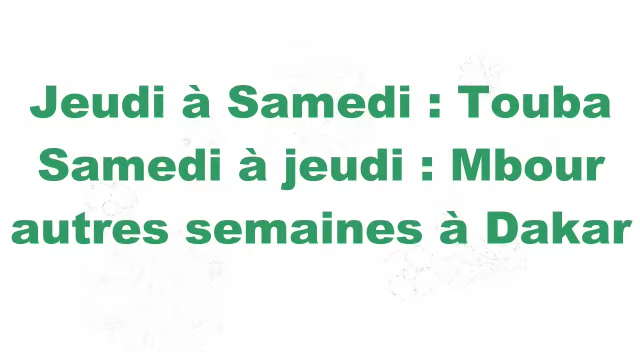 Jeudi à Samedi : Touba
Samedi à jeudi : Mbour
autres semaines à Dakar